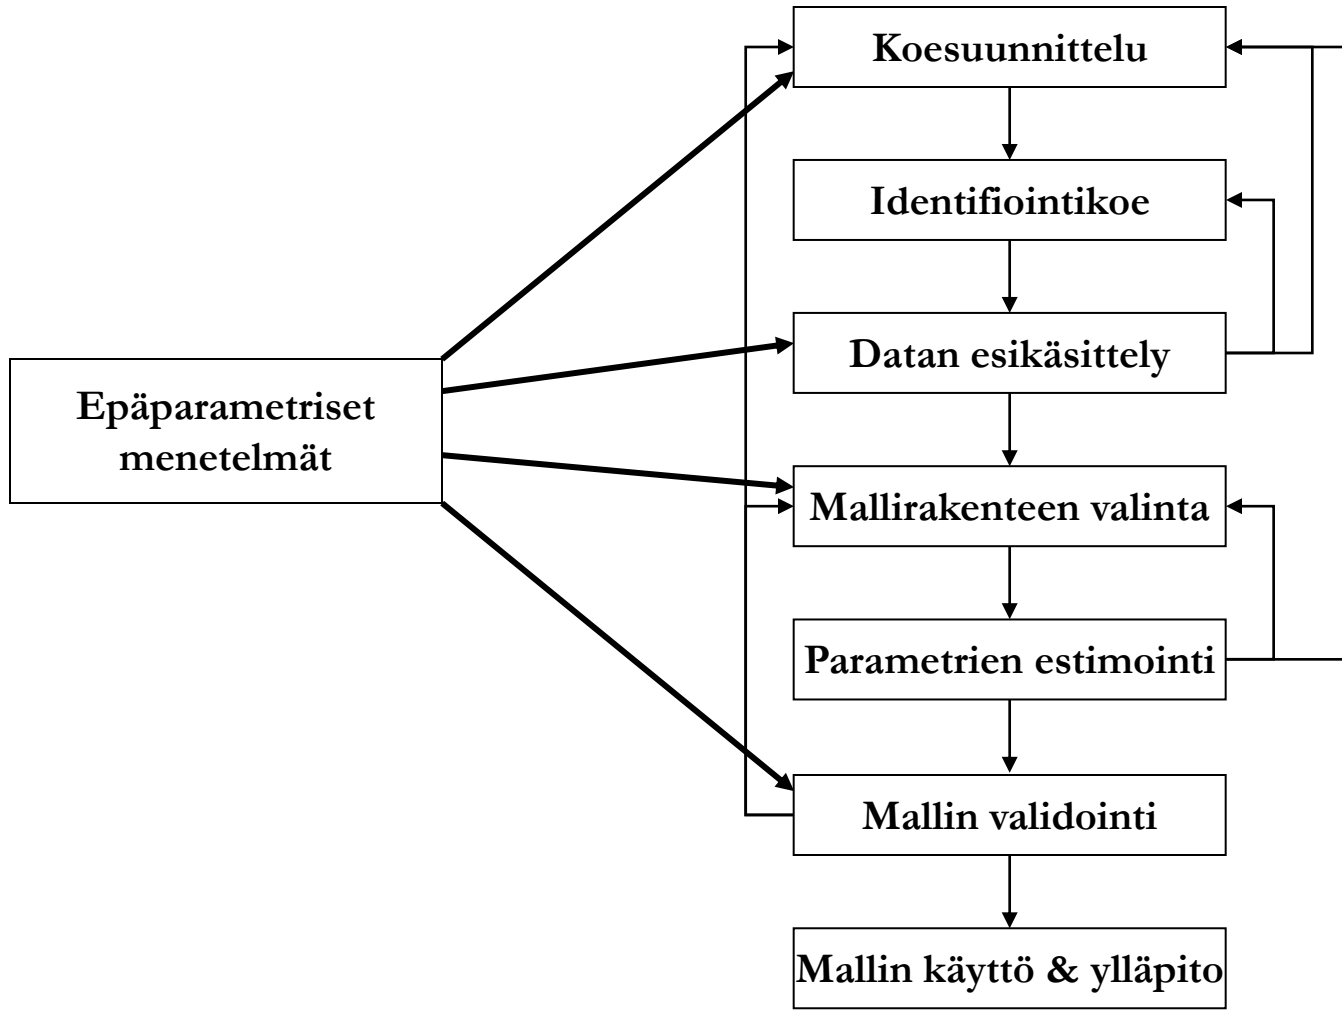 Koesuunnittelu
Identifiointikoe
Datan esikäsittely
Epäparametriset
menetelmät
Mallirakenteen valinta
Parametrien estimointi
Mallin validointi
Mallin käyttö & ylläpito